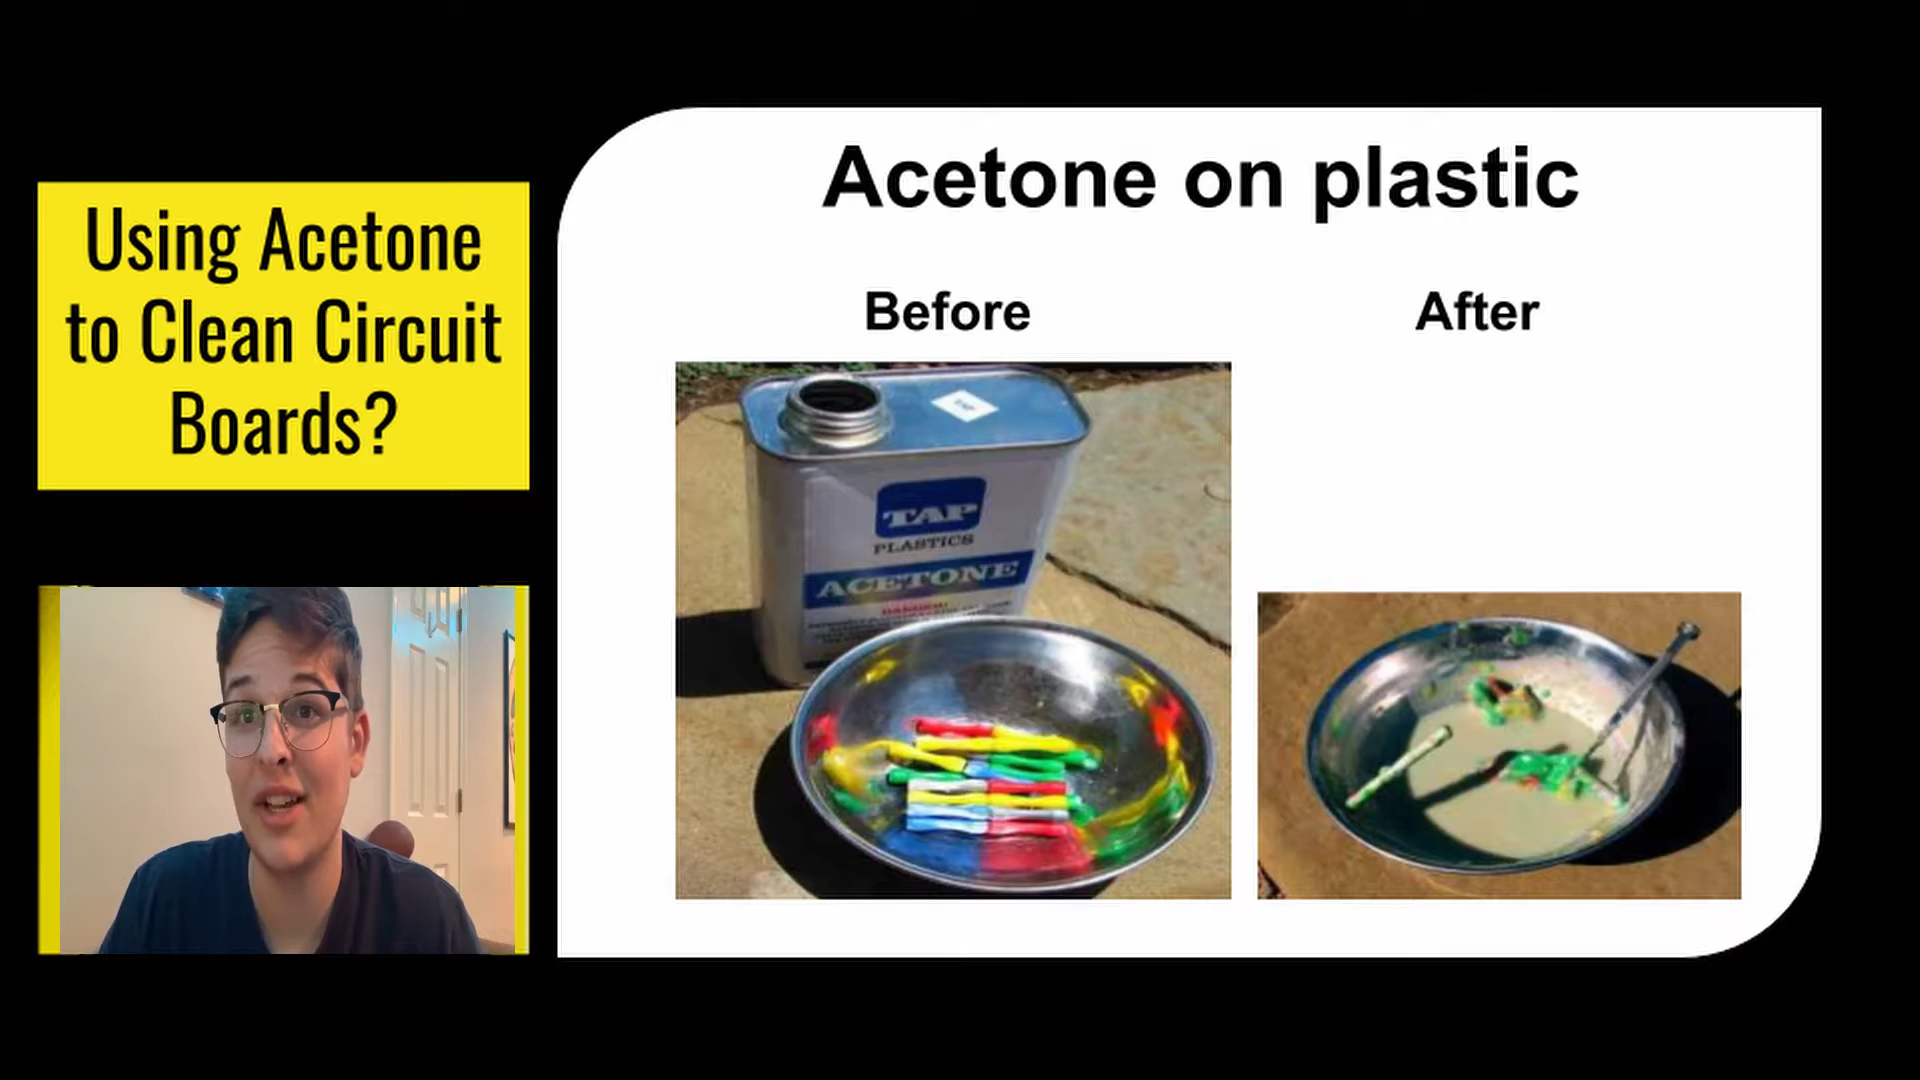 Using Acetone
to Clean Circuit
Boards?
Acetone on plastic
Before
After
TAP
PLASTICS
ACETONE